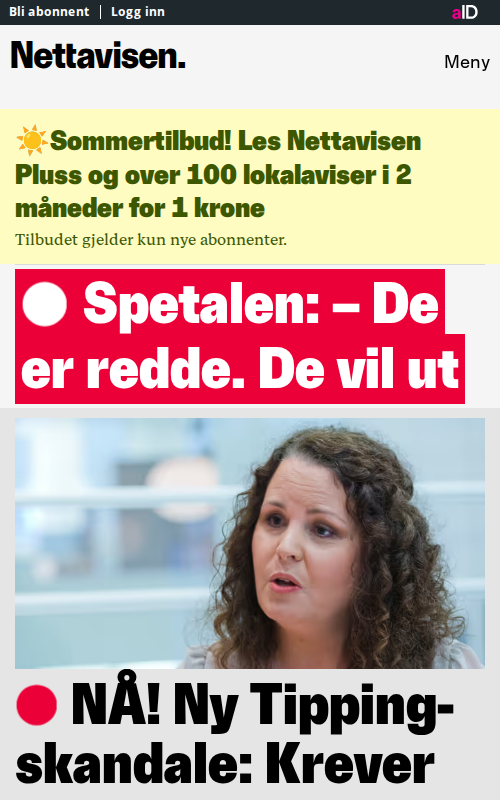 Bli abonnent | Logg inn
aID
Nettavisen.
Meny
☀️Sommertilbud! Les Nettavisen
Pluss og over 100 lokalaviser i 2
måneder for 1 krone
Tilbudet gjelder kun nye abonnenter.
Spetalen: – De
er redde. De vil ut
NÅ! Ny Tipping-
skandale: Krever